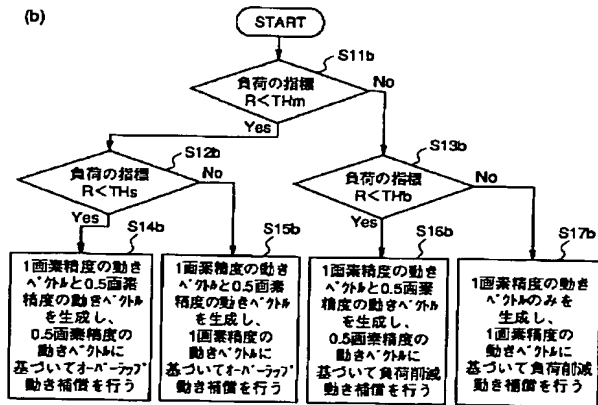 (b)
START
S11b
負荷の指標
R<THm
No
Yes
S12b
S13b
負荷の指標
R<THs
No
負荷の指標
R<THb
No
Yes
S14b
S15b
Yes
S16b
S17b
1画素精度の動き
ベクトルと0.5画素
精度の動きベクトル
を生成し、
0.5画素精度の
動きベクトルに
基づいてオーバーラップ
動き補償を行う
1画素精度の動き
ベクトルと0.5画素
精度の動きベクトル
を生成し、
1画素精度の
動きベクトルに
基づいてオーバーラップ
動き補償を行う
1画素精度の動き
ベクトルと0.5画素
精度の動きベクトル
を生成し、
0.5画素精度の
動きベクトルに
基づいて負荷削減
動き補償を行う
1画素精度の動き
ベクトルのみを
生成し、
1画素精度の
動きベクトルに
基づいて負荷削減
動き補償を行う